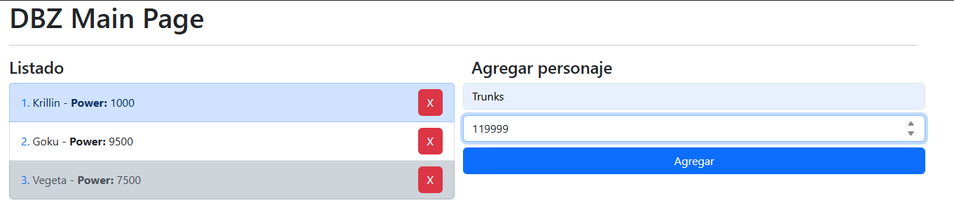 DBZ Main Page
Listado
1. Krillin - Power: 1000
X
2. Goku - Power: 9500
X
3. Vegeta - Power: 7500
X
Agregar personaje
Trunks
119999
Agregar